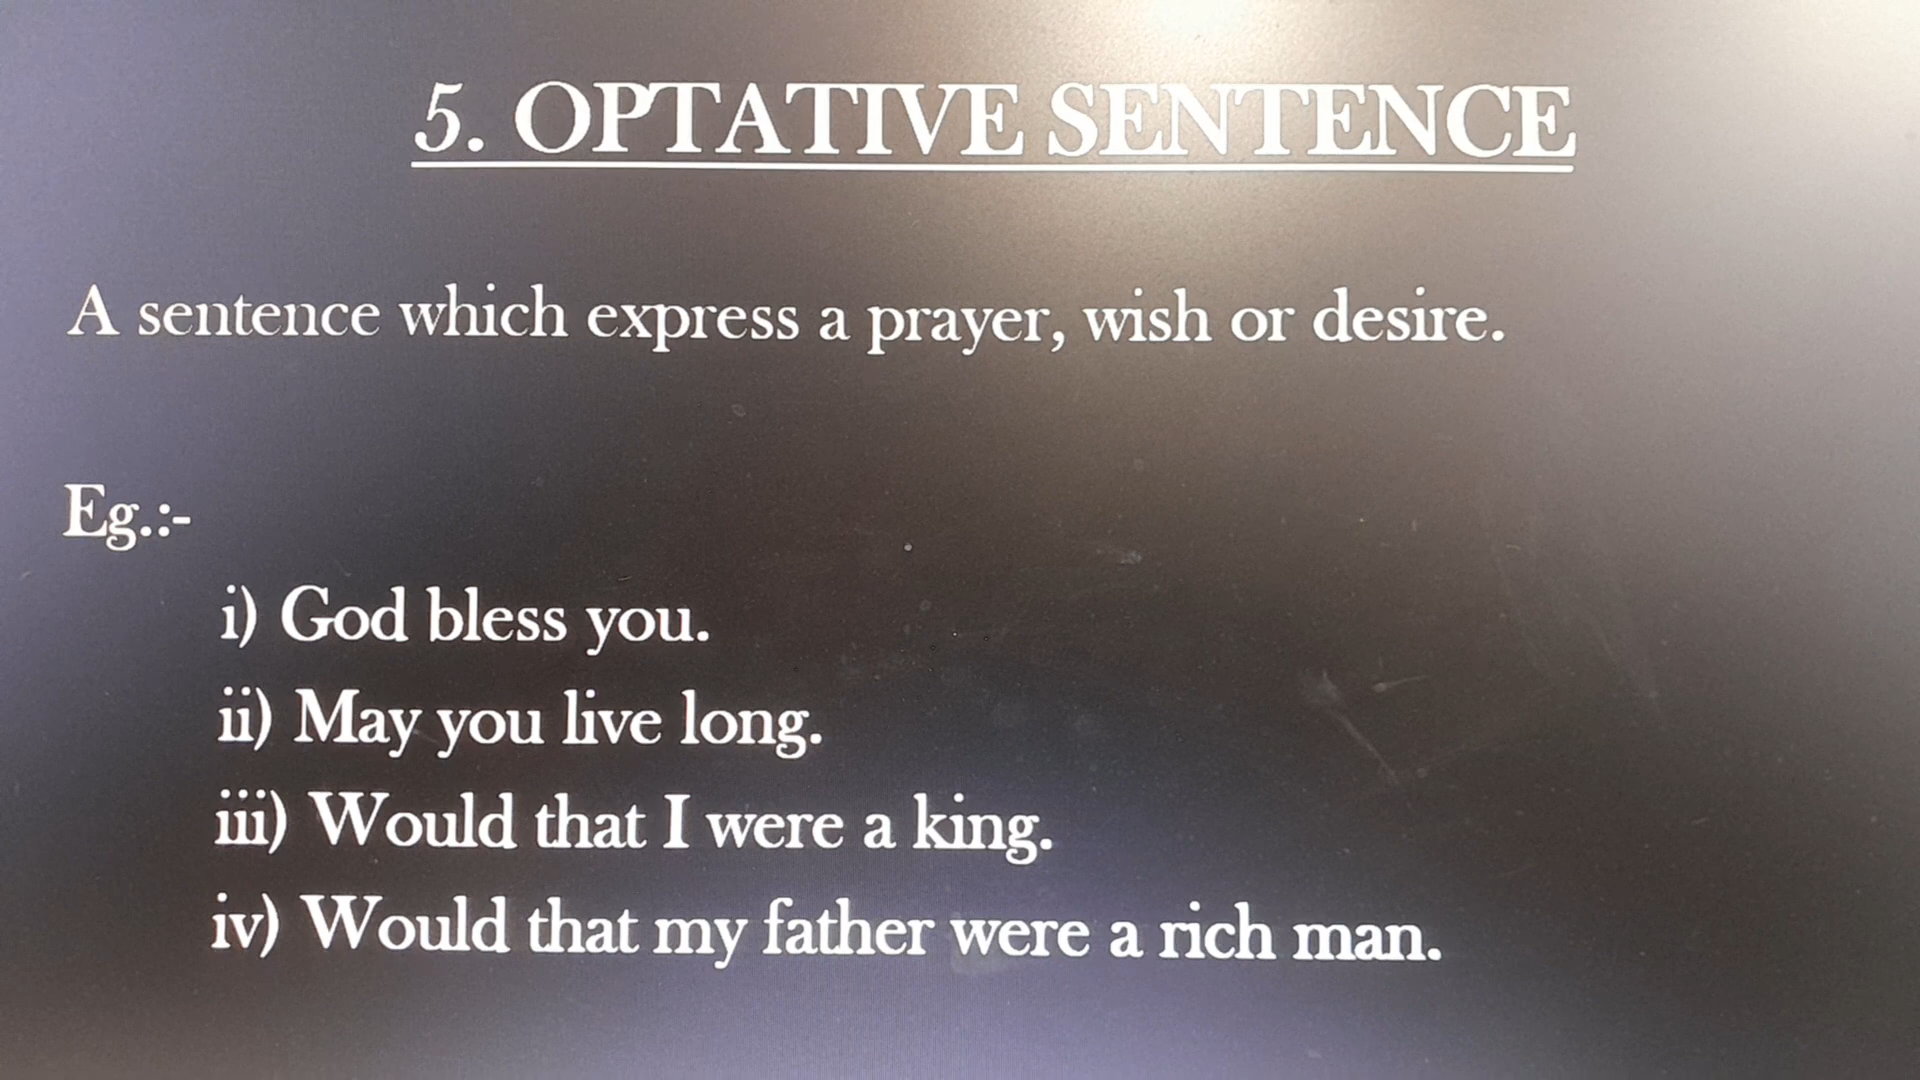 5. OPTATIVE SENTENCE
A sentence which express a prayer, wish or desire.
Eg.:-
i) God bless you.
ii) May you live long.
iii) Would that I were a king.
iv) Would that my father were a rich man.